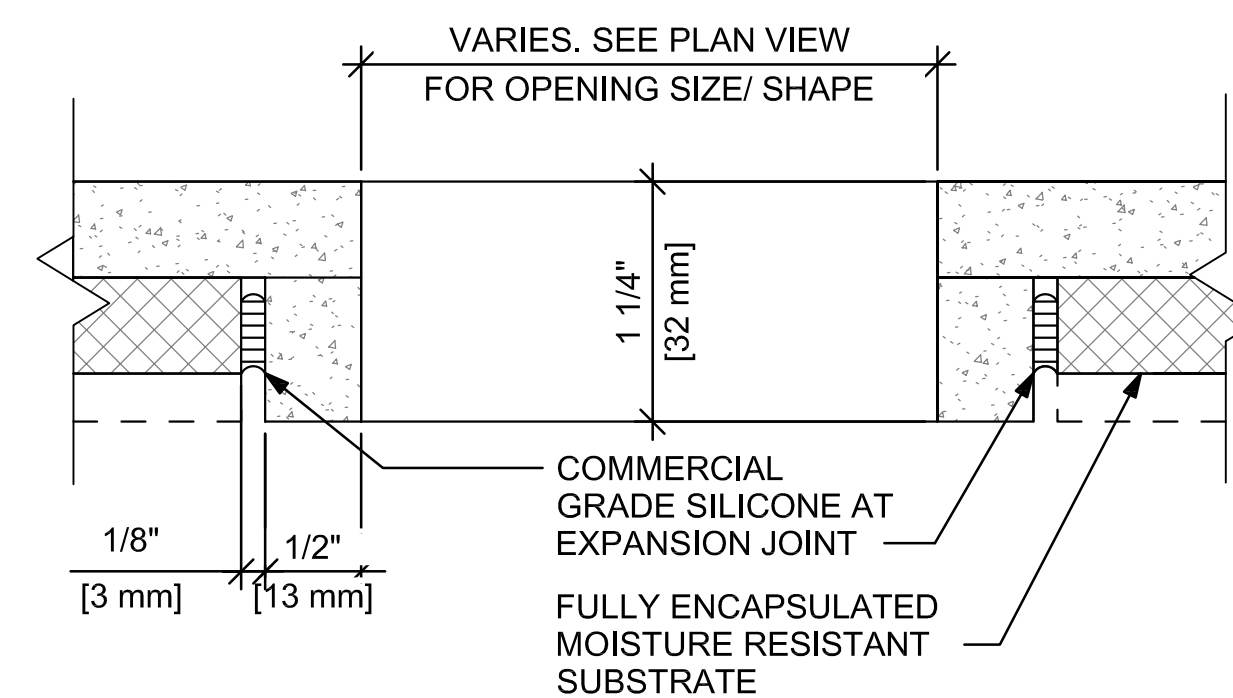 VARIES. SEE PLAN VIEW
FOR OPENING SIZE/ SHAPE
1 1/4"
[32 mm]
COMMERCIAL
GRADE SILICONE AT
EXPANSION JOINT
1/8"
[3 mm]
1/2"
[13 mm]
FULLY ENCAPSULATED
MOISTURE RESISTANT
SUBSTRATE